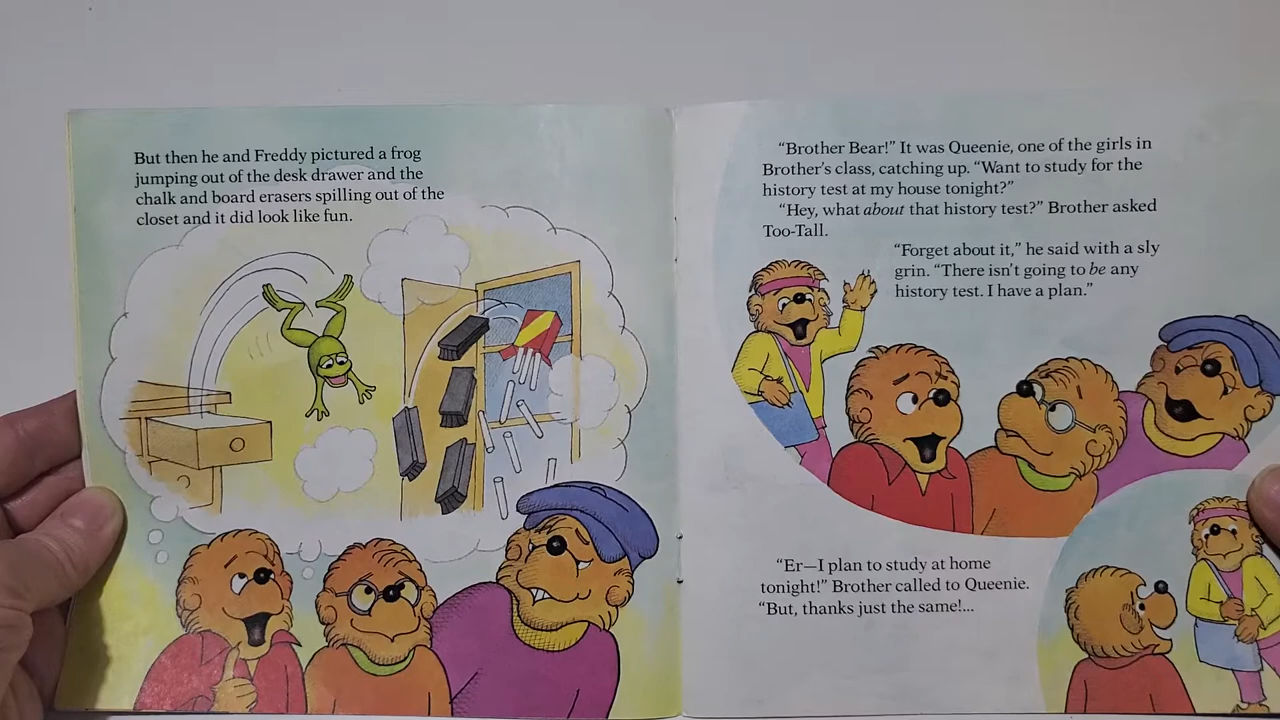 But then he and Freddy pictured a frog
jumping out of the desk drawer and the
chalk and board erasers spilling out of the
closet and it did look like fun.
“Brother Bear!” It was Queenie, one of the girls in
Brother’s class, catching up. “Want to study for the
history test at my house tonight?”
“Hey, what about that history test?” Brother asked
Too-Tall.
“Forget about it,” he said with a sly
grin. “There isn’t going to be any
history test. I have a plan.”
“Er—I plan to study at home
tonight!” Brother called to Queenie.
“But, thanks just the same!...